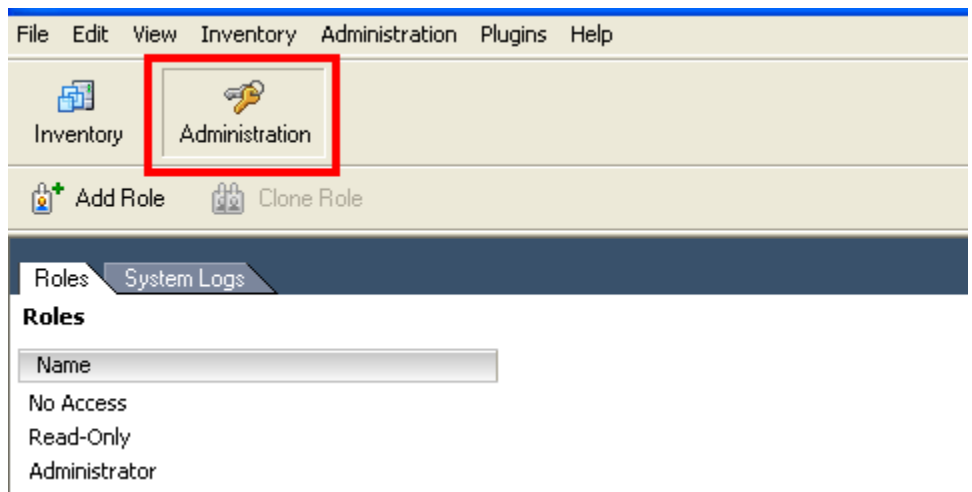 File Edit View Inventory Administration Plugins Help
Inventory Administration
Add Role Clone Role
Roles System Logs
Roles
Name
No Access
Read-Only
Administrator